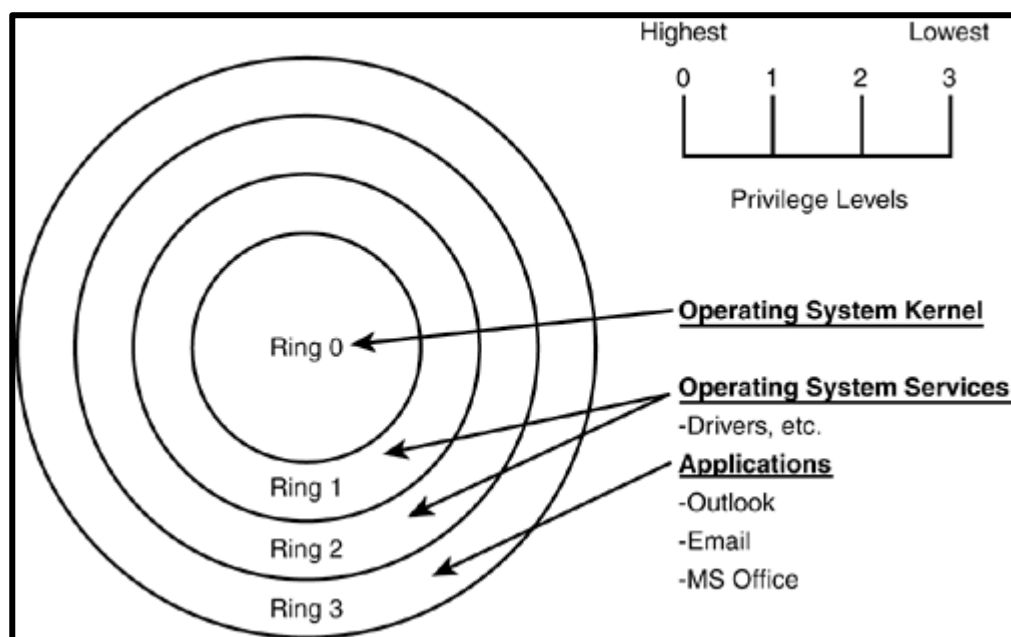 Highest Lowest
0 1 2 3
Privilege Levels
Operating System Kernel
Ring 0
Operating System Services
-Drivers, etc.
Applications
Ring 1
-Outlook
Ring 2
-Email
-MS Office
Ring 3